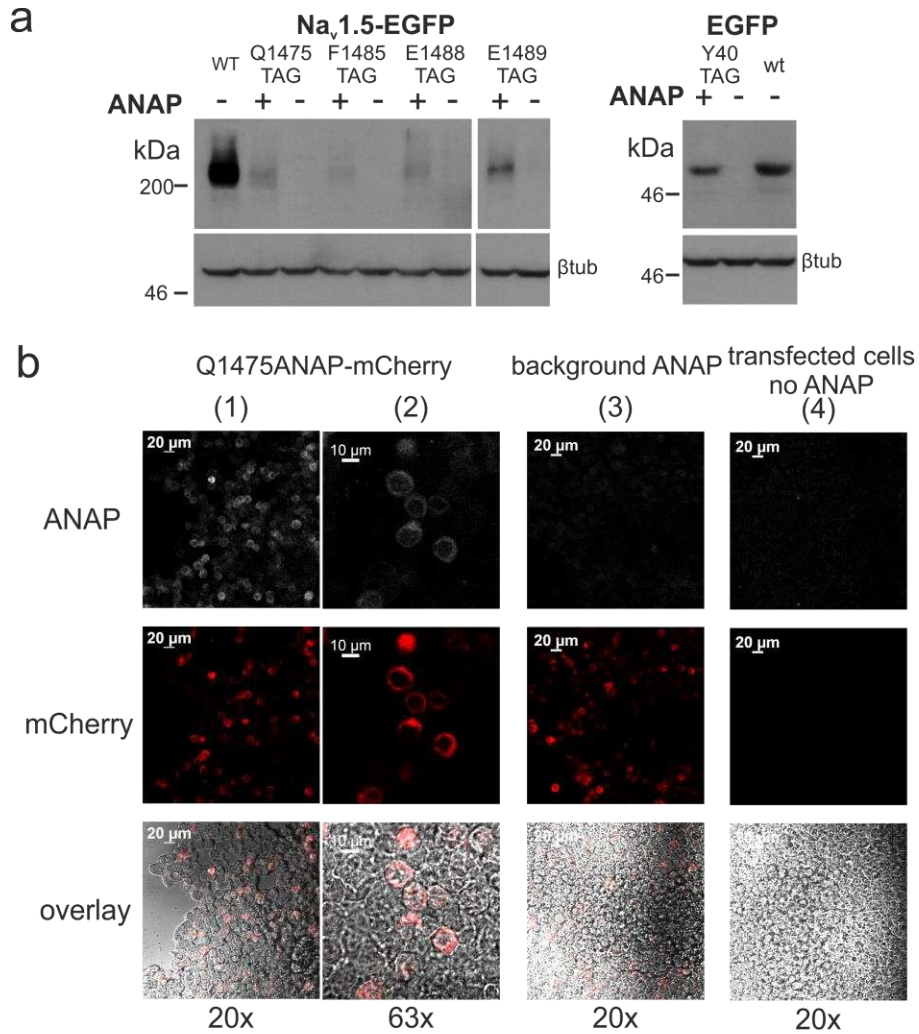 a
Naᵥ1.5-EGFP EGFP
WT Q1475 TAG F1485 TAG E1488 TAG E1489 TAG Y40 TAG wt
ANAP - + - + - + - + - ANAP + - -
kDa kDa
200 46
46 βtub 46 βtub
b
Q1475ANAP-mCherry background ANAP transfected cells no ANAP
(1) (2) (3) (4)
ANAP 20 µm 10 µm 20 µm 20 µm
mCherry 20 µm 10 µm 20 µm 20 µm
overlay 20 µm 10 µm 20 µm 20 µm
20x 63x 20x 20x